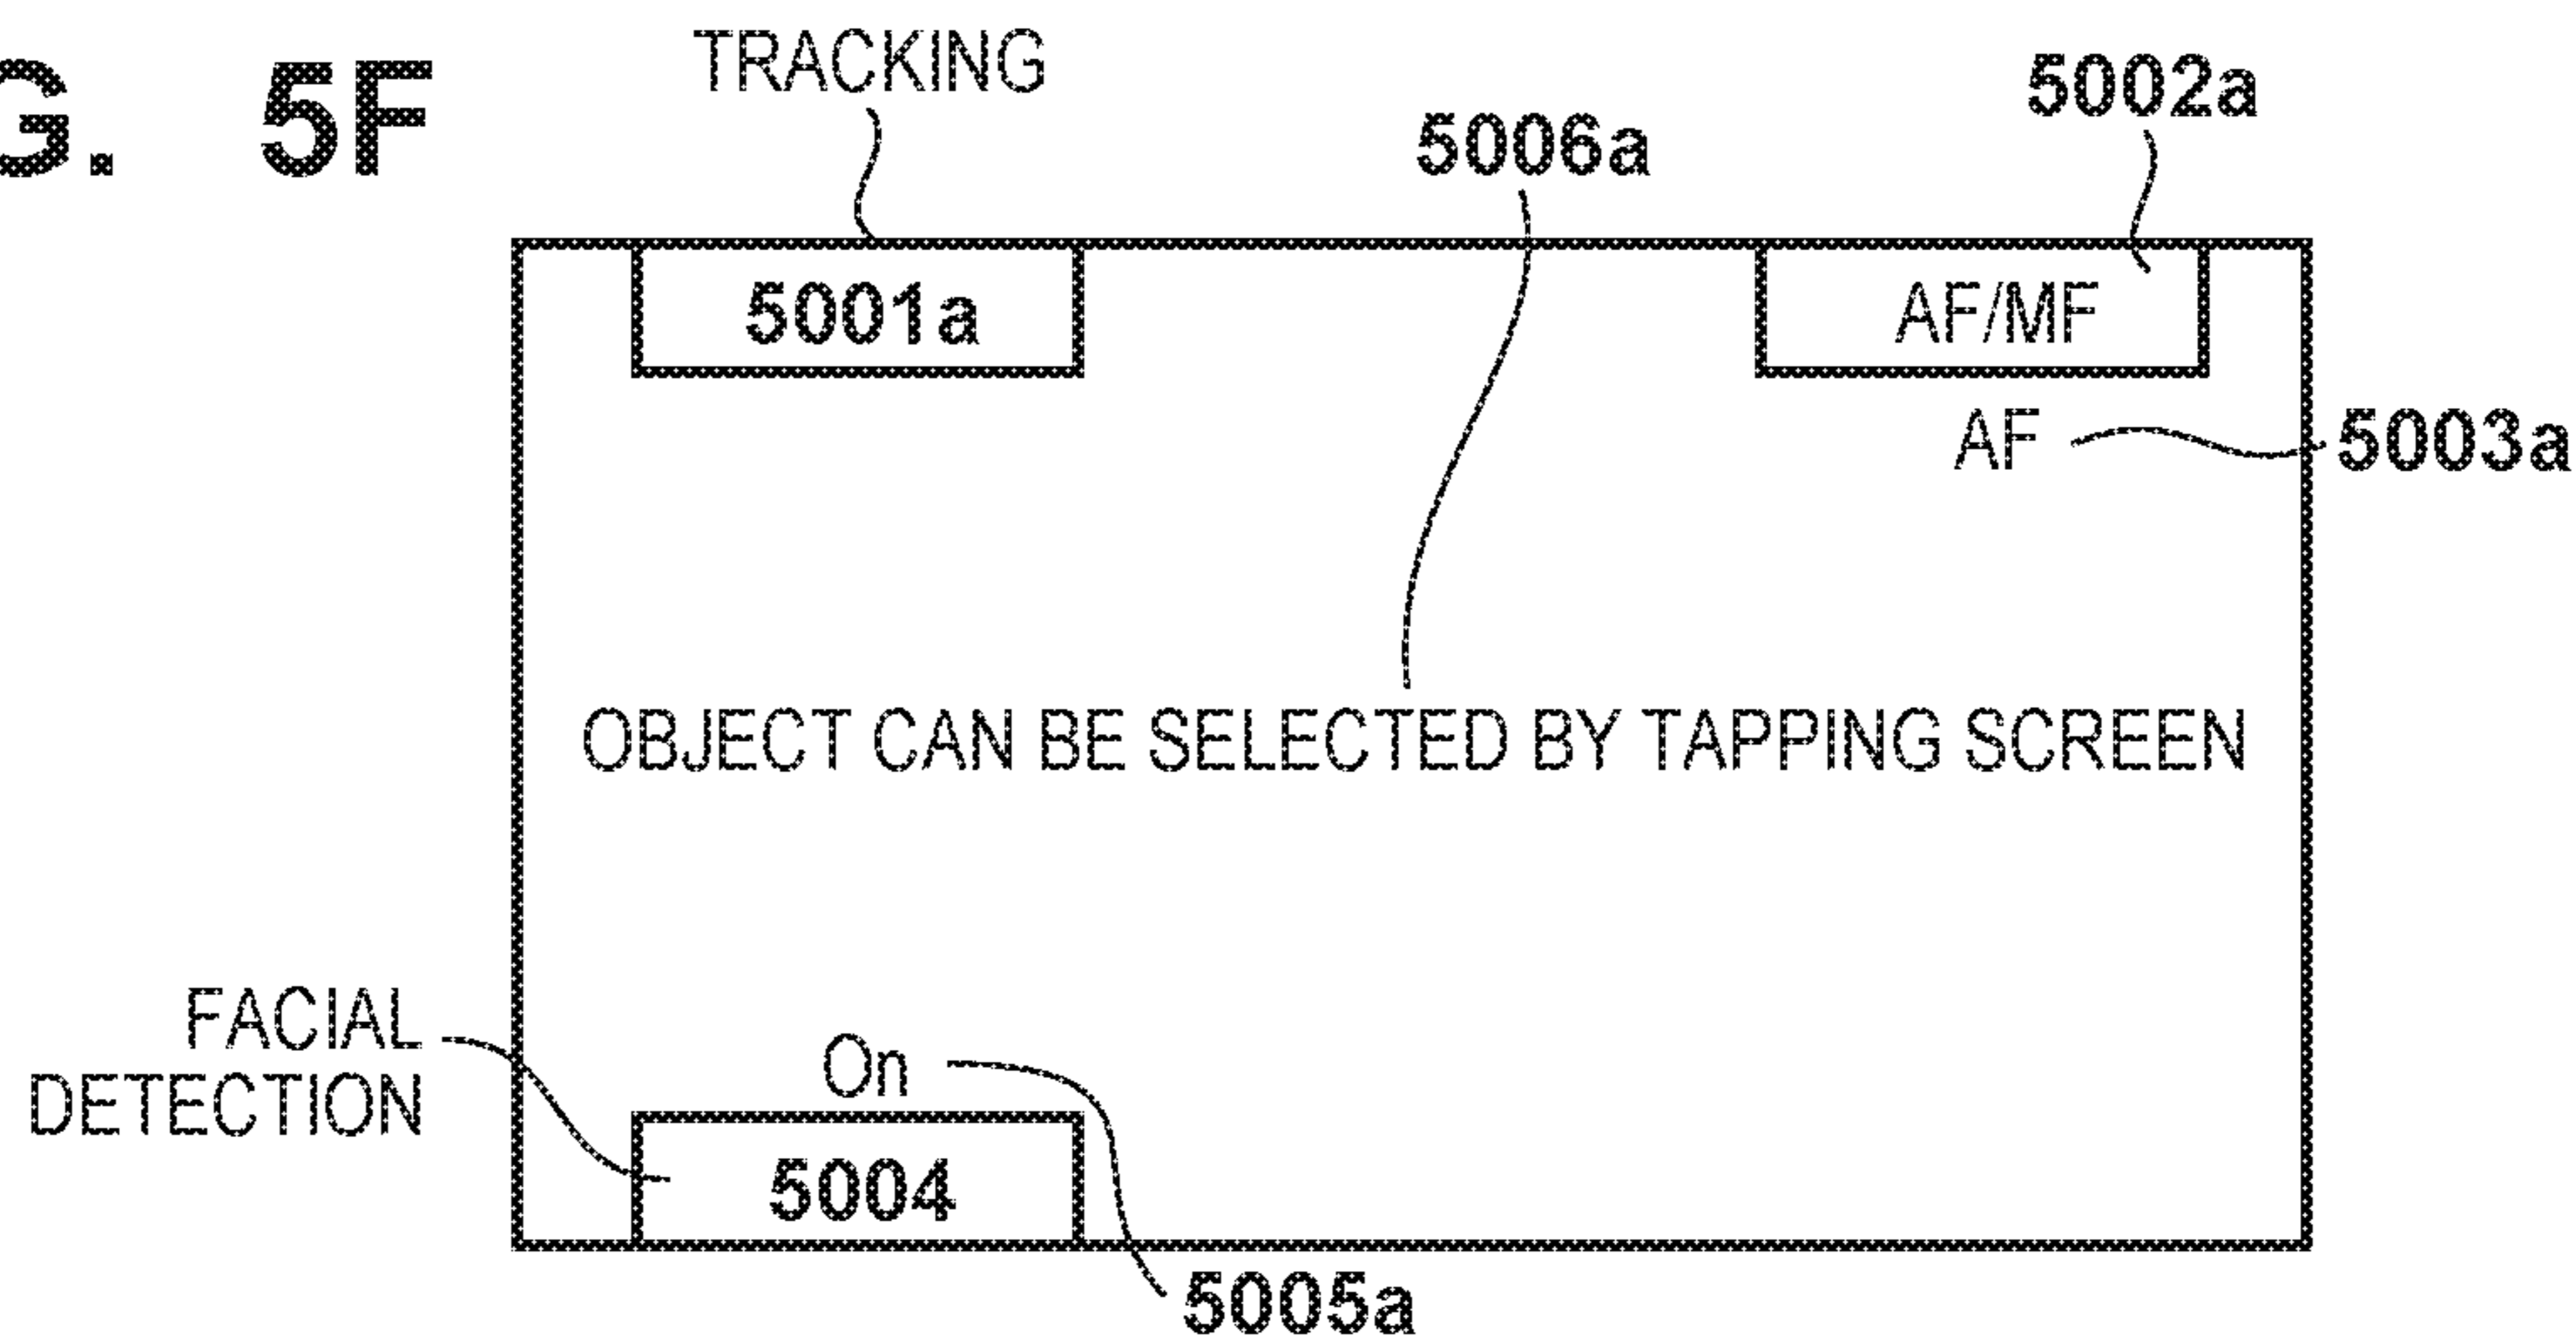 G. 5F
TRACKING
5006a
5002a
5001a
AF/MF
AF
5003a
OBJECT CAN BE SELECTED BY TAPPING SCREEN
FACIAL
DETECTION
On
5004
5005a